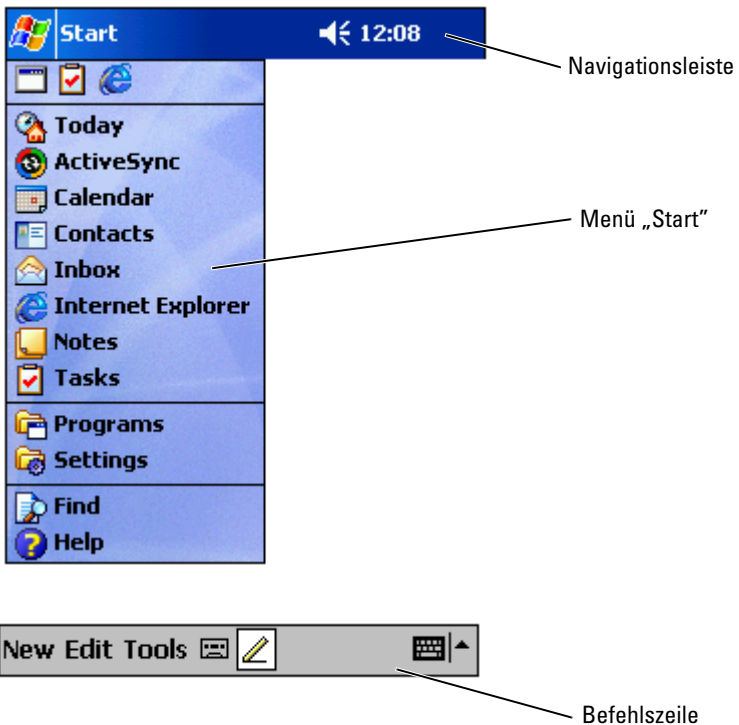 Start 12:08
Navigationsleiste
Today
ActiveSync
Calendar
Contacts
Menü „Start”
Inbox
Internet Explorer
Notes
Tasks
Programs
Settings
Find
Help
New Edit Tools
Befehlszeile